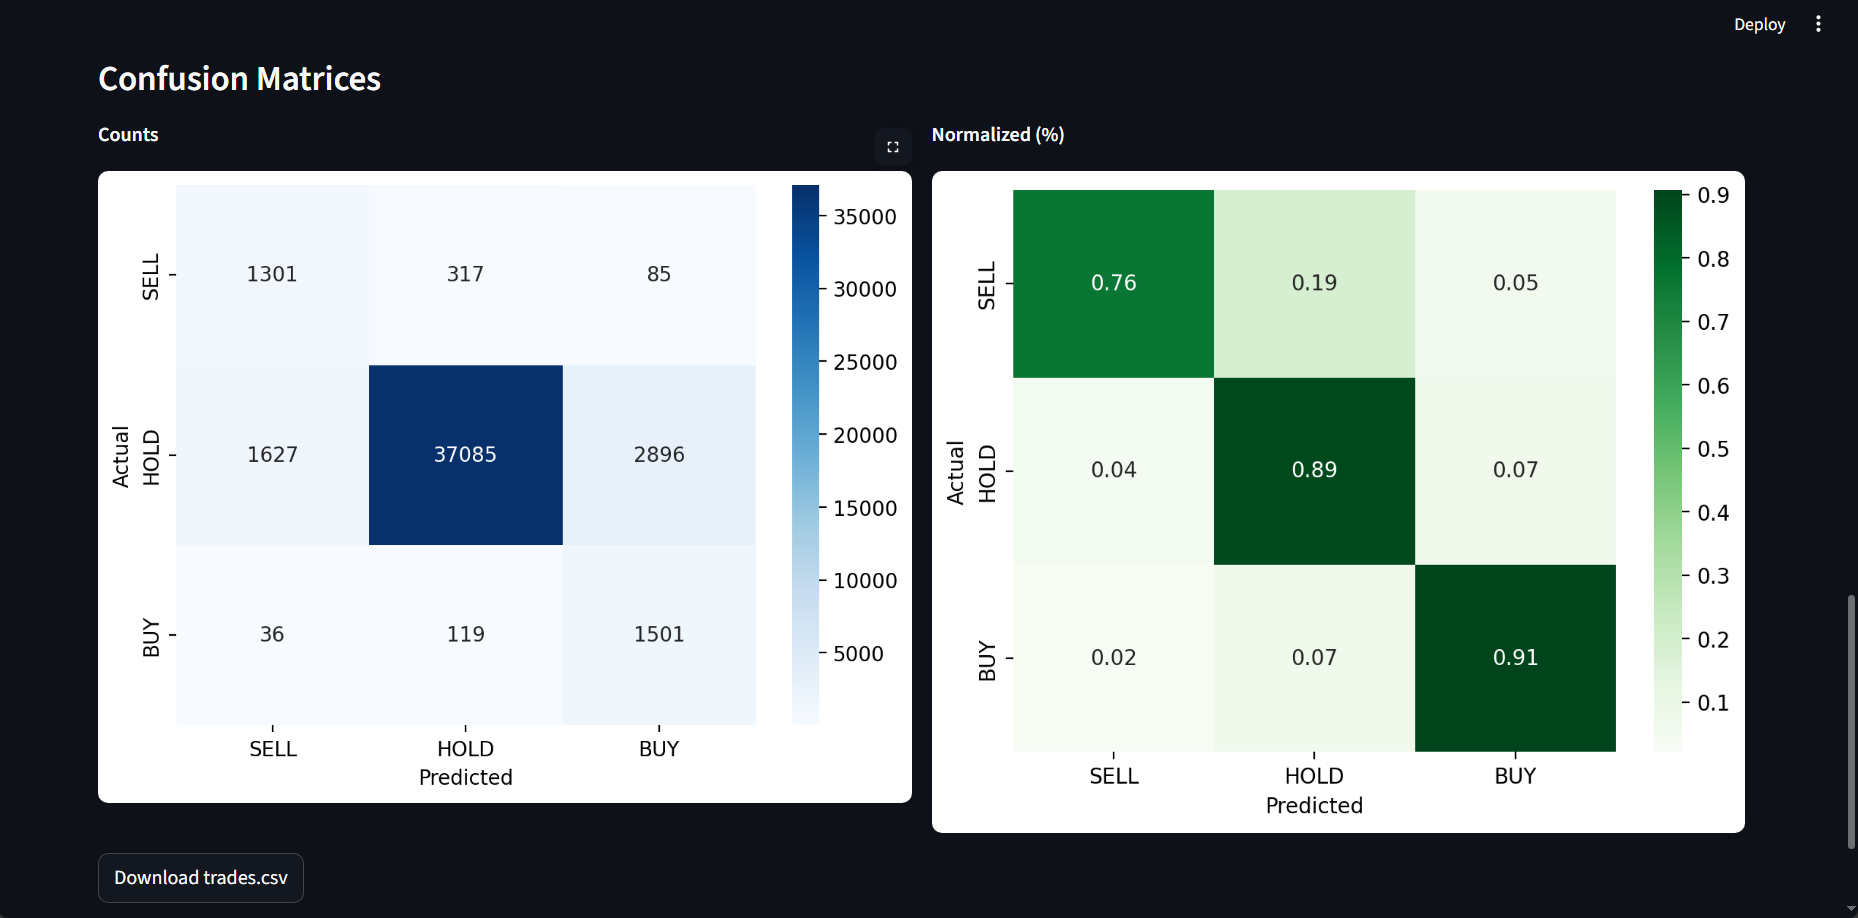 Deploy
Confusion Matrices
Counts
SELL
1301 317 85
HOLD
1627 37085 2896
BUY
36 119 1501
Actual
SELL HOLD BUY
Predicted
35000
30000
25000
20000
15000
10000
5000
Normalized (%)
SELL
0.76 0.19 0.05
HOLD
0.04 0.89 0.07
BUY
0.02 0.07 0.91
Actual
SELL HOLD BUY
Predicted
0.9
0.8
0.7
0.6
0.5
0.4
0.3
0.2
0.1
Download trades.csv